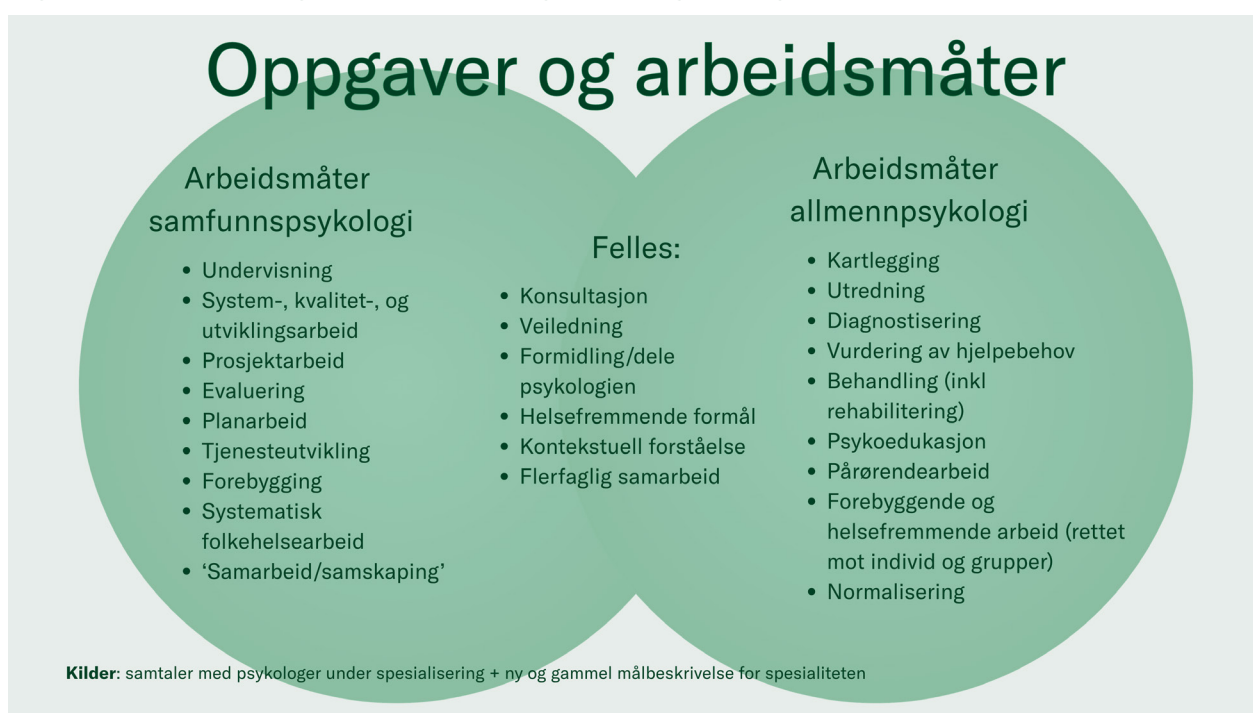 Oppgaver og arbeidsmåter
Arbeidsmåter
samfunnspsykologi
• Undervisning
• System-, kvalitet-, og
utviklingsarbeid
• Prosjektarbeid
• Evaluering
• Planarbeid
• Tjenesteutvikling
• Forebygging
• Systematisk
folkehelsearbeid
• ‘Samarbeid/samskaping’
Felles:
• Konsultasjon
• Veiledning
• Formidling/dele
psykologien
• Helsefremmende formål
• Kontekstuell forståelse
• Flerfaglig samarbeid
Arbeidsmåter
allmennpsykologi
• Kartlegging
• Utredning
• Diagnostisering
• Vurdering av hjelpebehov
• Behandling (inkl
rehabilitering)
• Psykoedukasjon
• Pårørendearbeid
• Forebyggende og
helsefremmende arbeid (rettet
mot individ og grupper)
• Normalisering
Kilder: samtaler med psykologer under spesialisering + ny og gammel målbeskrivelse for spesialiteten